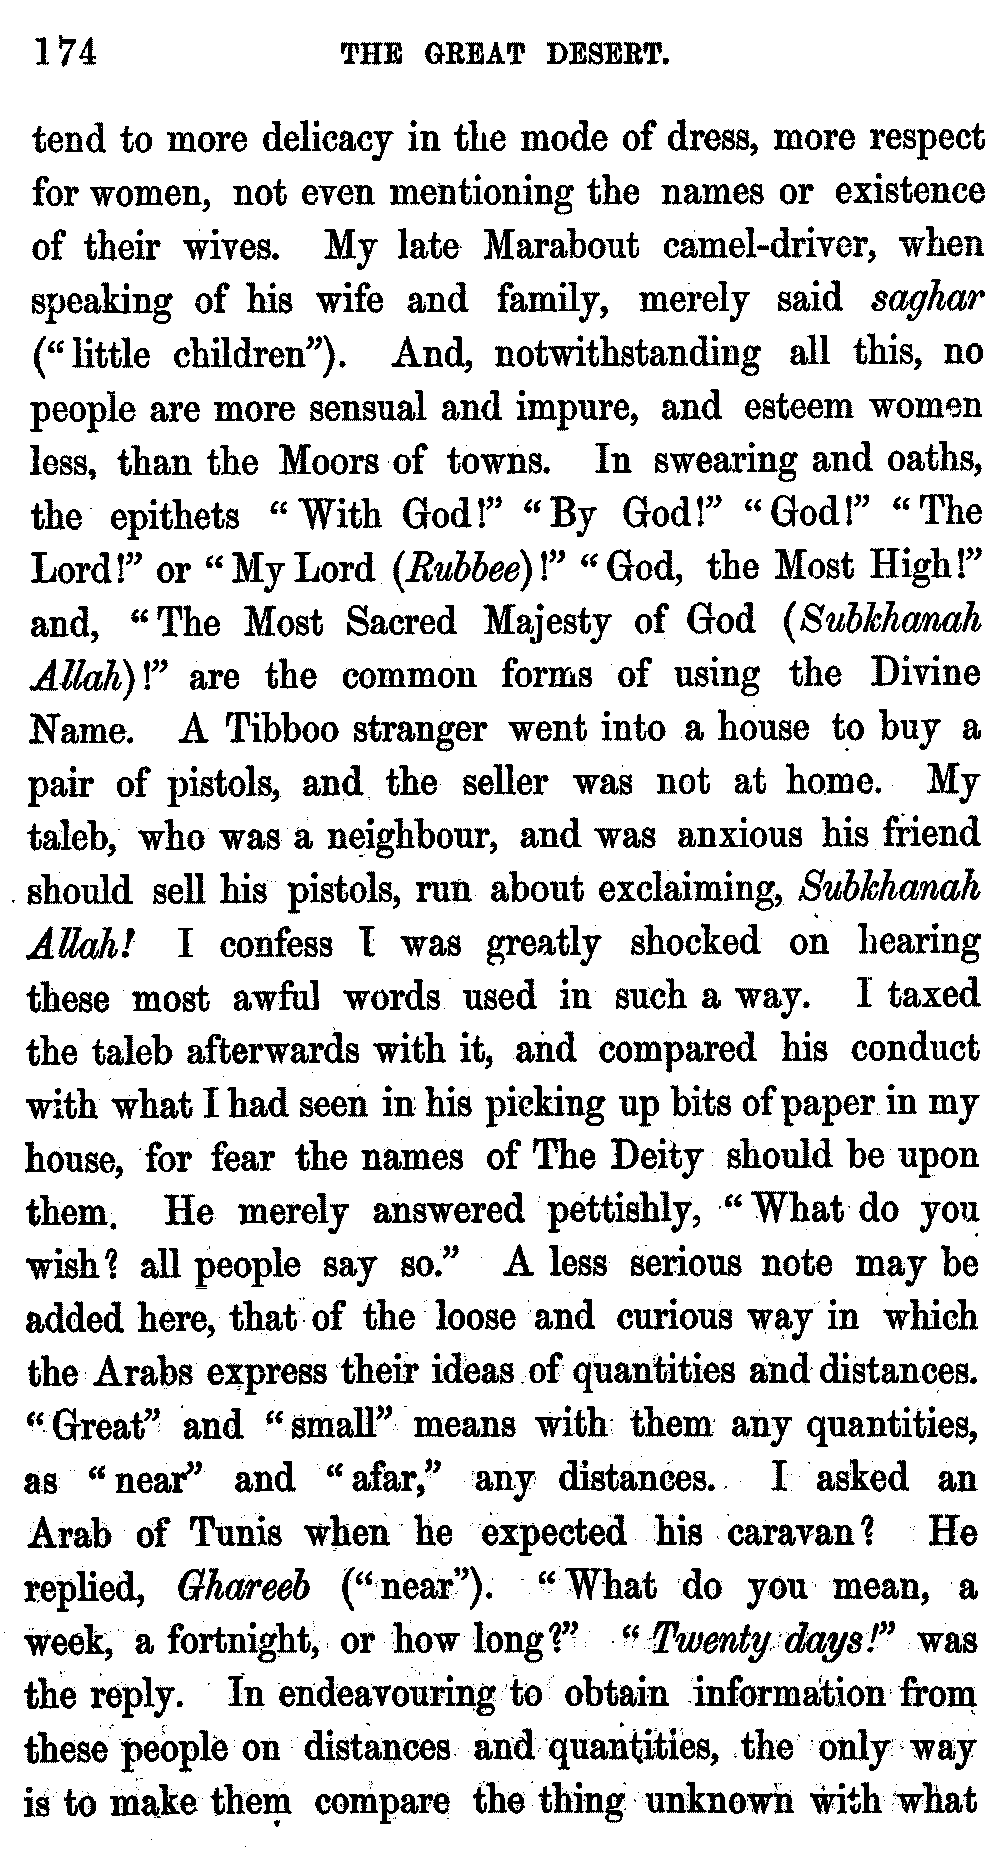 174 THE GREAT DESERT.
tend to more delicacy in the mode of dress, more respect
for women, not even mentioning the names or existence
of their wives. My late Marabout camel-driver, when
speaking of his wife and family, merely said saghar
(“little children”). And, notwithstanding all this, no
people are more sensual and impure, and esteem women
less, than the Moors of towns. In swearing and oaths,
the epithets “With God!” “By God!” “God!” “The
Lord!” or “My Lord (Rubbee)!” “God, the Most High!”
and, “The Most Sacred Majesty of God (Subkhanah
Allah)!” are the common forms of using the Divine
Name. A Tibboo stranger went into a house to buy a
pair of pistols, and the seller was not at home. My
taleb, who was a neighbour, and was anxious his friend
should sell his pistols, run about exclaiming, Subkhanah
Allah! I confess I was greatly shocked on hearing
these most awful words used in such a way. I taxed
the taleb afterwards with it, and compared his conduct
with what I had seen in his picking up bits of paper in my
house, for fear the names of The Deity should be upon
them. He merely answered pettishly, “What do you
wish? all people say so.” A less serious note may be
added here, that of the loose and curious way in which
the Arabs express their ideas of quantities and distances.
“Great” and “small” means with them any quantities,
as “near” and “afar,” any distances. I asked an
Arab of Tunis when he expected his caravan? He
replied, Ghareeb (“near”). “What do you mean, a
week, a fortnight, or how long?” “Twenty days!” was
the reply. In endeavouring to obtain information from
these people on distances and quantities, the only way
is to make them compare the thing unknown with what